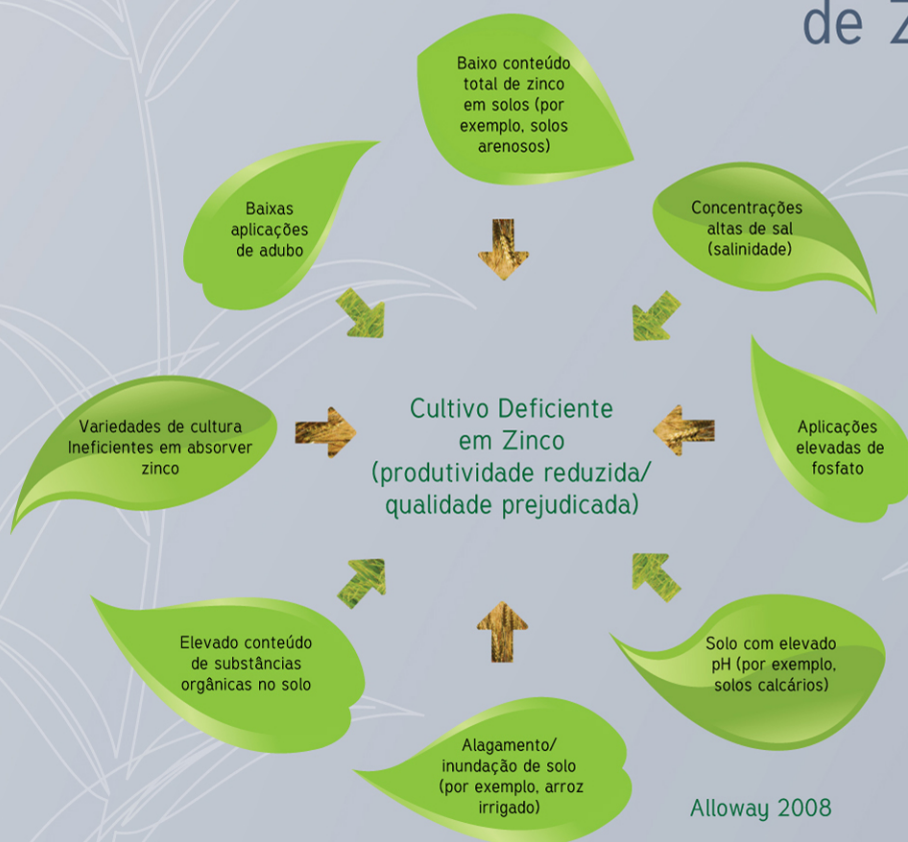 de Z
Baixo conteúdo
total de zinco
em solos (por
exemplo, solos
arenosos)
Concentrações
altas de sal
(salinidade)
Aplicações
elevadas de
fosfato
Solo com elevado
pH (por exemplo,
solos calcários)
Alagamento/
inundação de solo
(por exemplo, arroz
irrigado)
Elevado conteúdo
de substâncias
orgânicas no solo
Variedades de cultura
Ineficientes em absorver
zinco
Baixas
aplicações
de adubo
Cultivo Deficiente
em Zinco
(produtividade reduzida/
qualidade prejudicada)
Alloway 2008